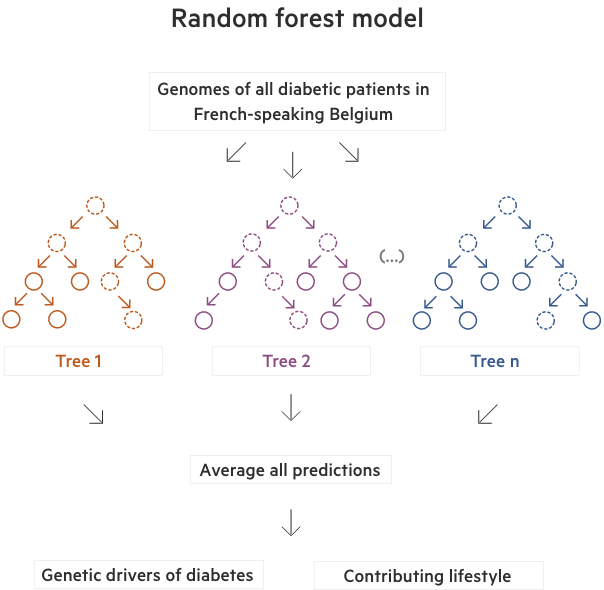 Random forest model
Genomes of all diabetic patients in
French-speaking Belgium
(...)
Tree 1
Tree 2
Tree n
Average all predictions
Genetic drivers of diabetes
Contributing lifestyle